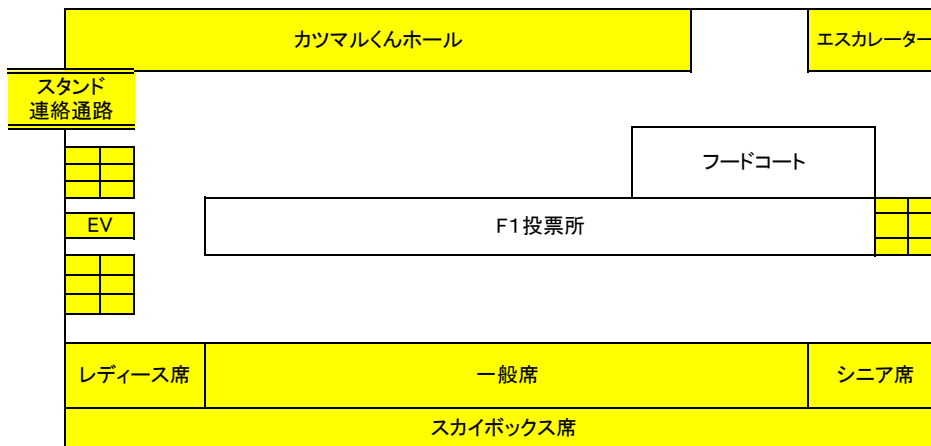 カツマルくんホール
エスカレーター
スタンド
連絡通路
フードコート
EV
F1投票所
レディース席
一般席
シニア席
スカイボックス席